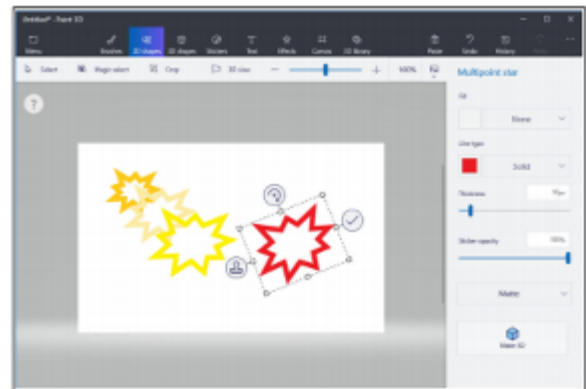 Untitled* - Paint 3D
Menu Brushes 2D shapes 3D shapes Stickers Text Effects Canvas 3D library Paste Undo History
Select Magic select Crop 3D view 100%
Multipoint star
Fill
None
Line type
Solid
Thickness
Sticker opacity 100%
Matte
Make 3D
?